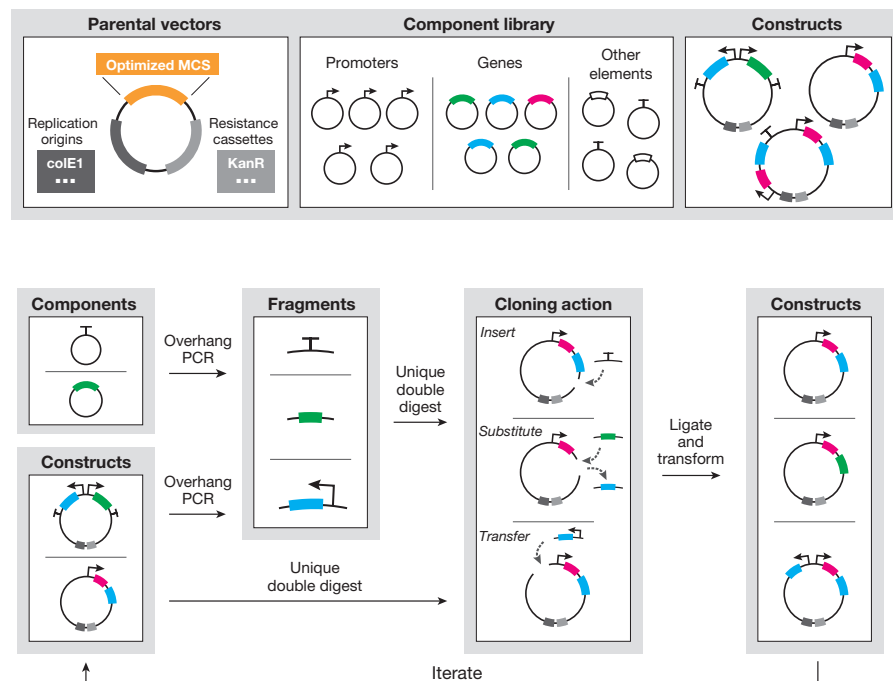 Parental vectors
Optimized MCS
Replication
origins
colE1
...
Resistance
cassettes
KanR
...
Component library
Promoters
Genes
Other
elements
Constructs
Components
Overhang
PCR
Fragments
Unique
double
digest
Cloning action
Insert
Substitute
Transfer
Ligate
and
transform
Constructs
Constructs
Overhang
PCR
Unique
double digest
Iterate